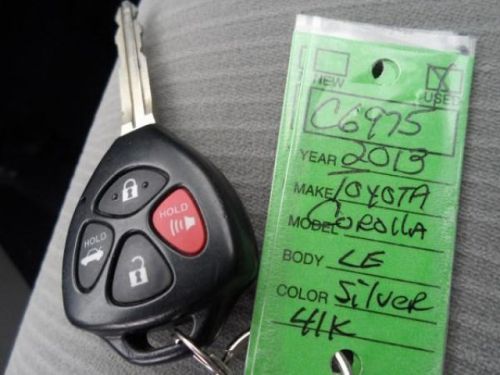 NEW USED
C6975
YEAR 2013
MAKE TOYOTA
MODEL COROLLA
BODY LE
COLOR Silver
41K
HOLD
HOLD